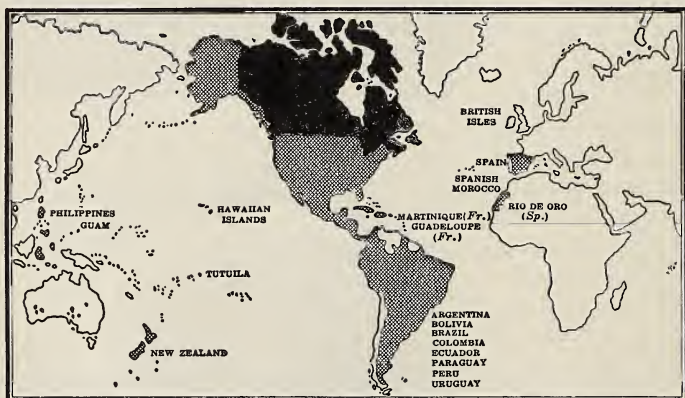 BRITISH
ISLES
SPAIN
SPANISH
MOROCCO
RIO DE ORO
(Sp.)
PHILIPPINES
GUAM
HAWAIIAN
ISLANDS
MARTINIQUE(Fr.)
GUADELOUPE
(Fr.)
TUTUILA
NEW ZEALAND
ARGENTINA
BOLIVIA
BRAZIL
COLOMBIA
ECUADOR
PARAGUAY
PERU
URUGUAY